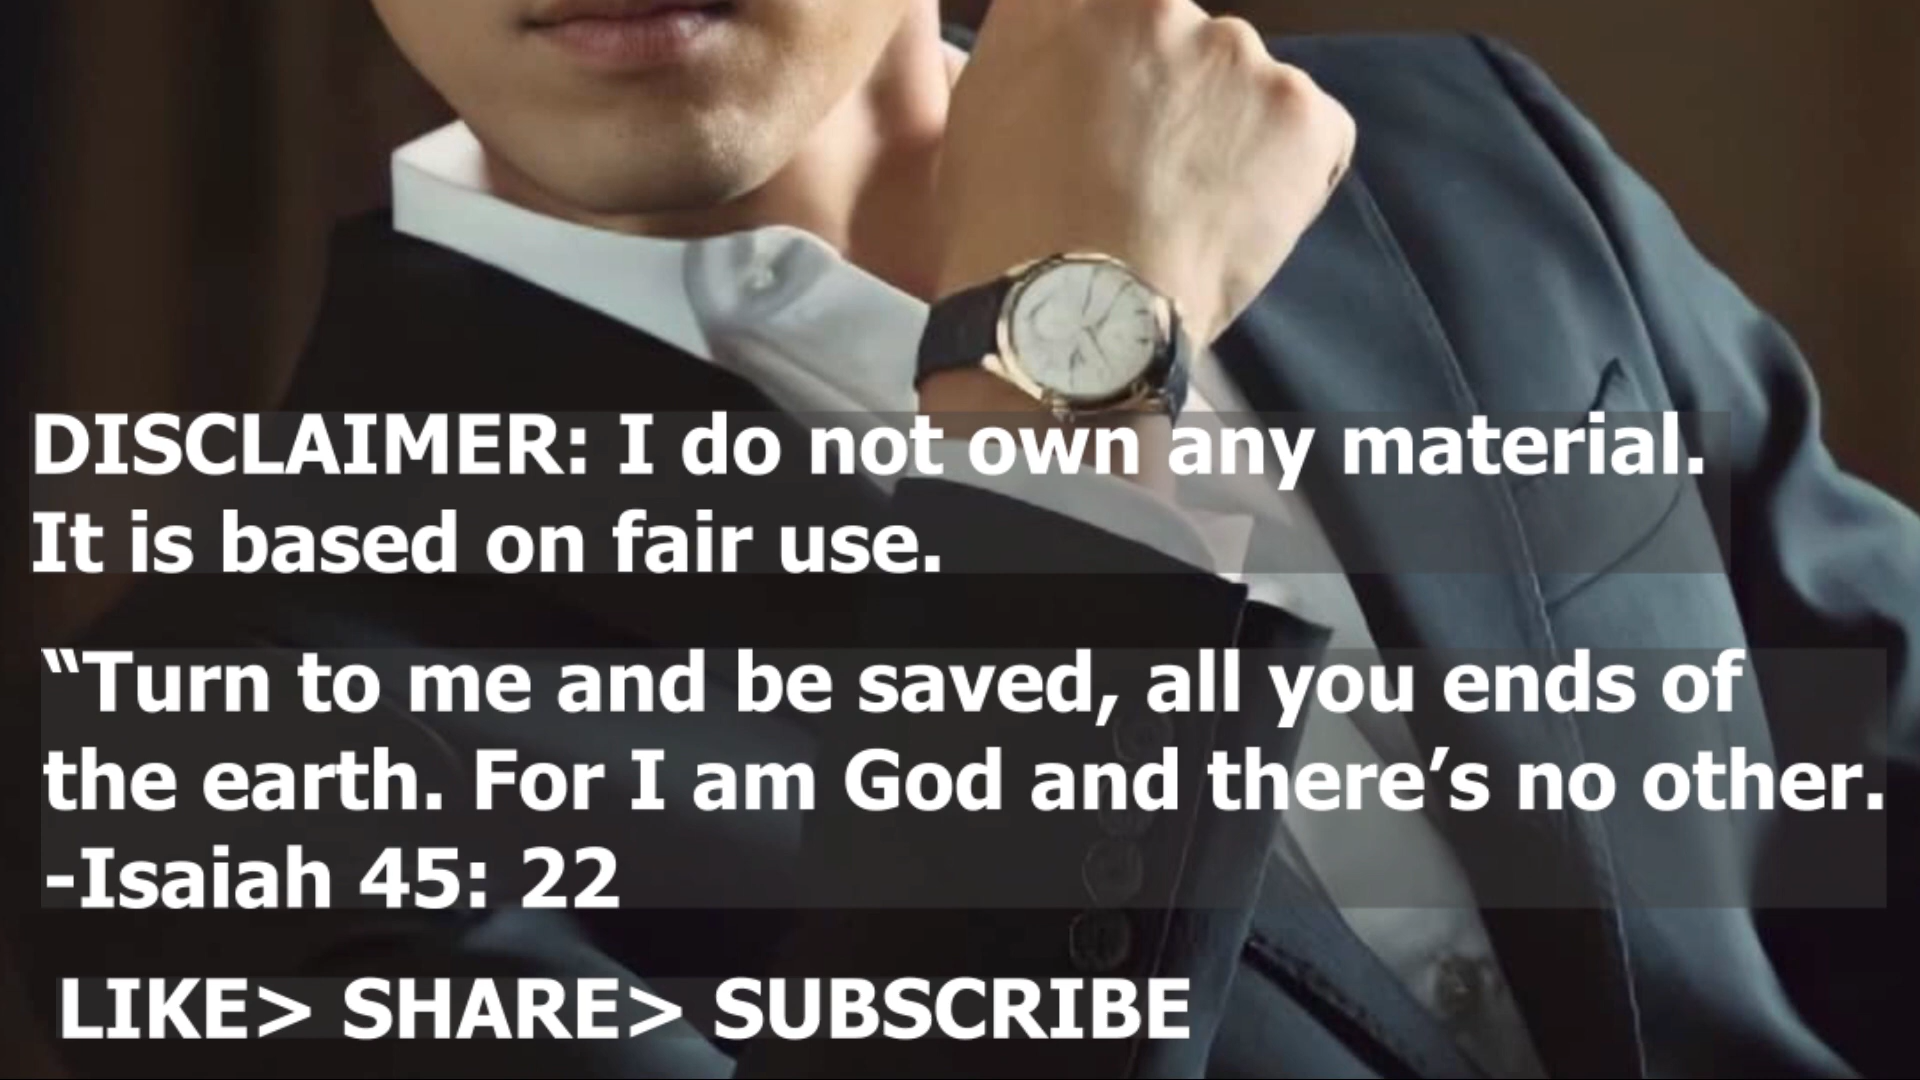 DISCLAIMER: I do not own any material.
It is based on fair use.
“Turn to me and be saved, all you ends of
the earth. For I am God and there’s no other.
-Isaiah 45: 22
LIKE> SHARE> SUBSCRIBE